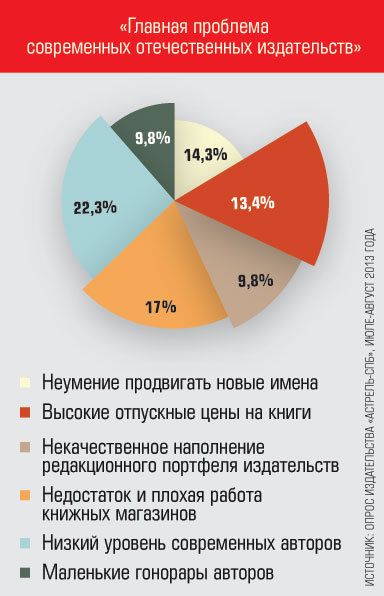 «Главная проблема
современных отечественных издательств»
9,8%
14,3%
13,4%
22,3%
9,8%
17%
Неумение продвигать новые имена
Высокие отпускные цены на книги
Некачественное наполнение
редакционного портфеля издательств
Недостаток и плохая работа
книжных магазинов
Низкий уровень современных авторов
Маленькие гонорары авторов
ИСТОЧНИК: ОПРОС ИЗДАТЕЛЬСТВА «АСТРЕЛЬ-СПБ», ИЮЛЕ-АВГУСТ 2013 ГОДА